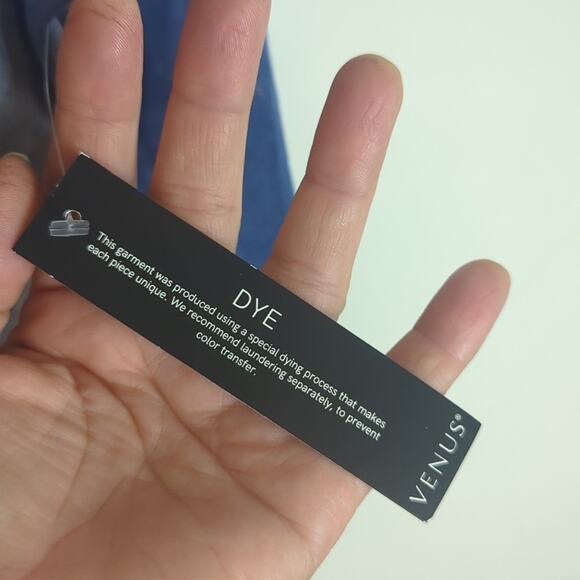 DYE
This garment was produced using a special dying process that makes
each piece unique. We recommend laundering separately, to prevent
color transfer.
VENUS®